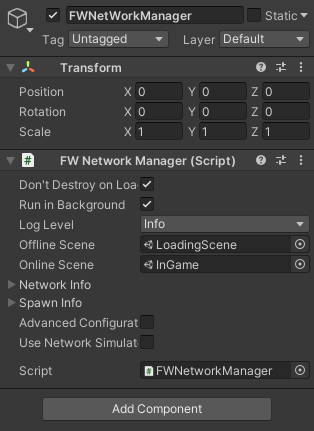 FWNetWorkManager Static
Tag Untagged Layer Default
Transform
Position X 0 Y 0 Z 0
Rotation X 0 Y 0 Z 0
Scale X 1 Y 1 Z 1
# FW Network Manager (Script)
Don't Destroy on Loa
Run in Background
Log Level Info
Offline Scene LoadingScene
Online Scene InGame
Network Info
Spawn Info
Advanced Configurat
Use Network Simulat
Script # FWNetworkManager
Add Component